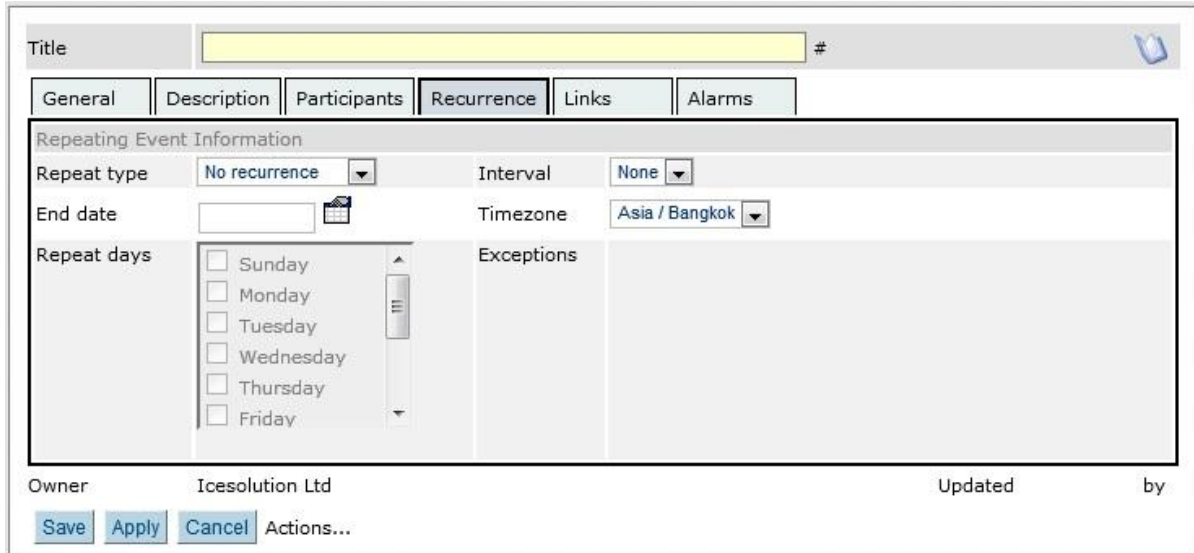 Title #
General Description Participants Recurrence Links Alarms
Repeating Event Information
Repeat type No recurrence Interval None
End date Timezone Asia / Bangkok
Repeat days Sunday Exceptions
Monday
Tuesday
Wednesday
Thursday
Friday
Owner Icesolution Ltd Updated by
Save Apply Cancel Actions...